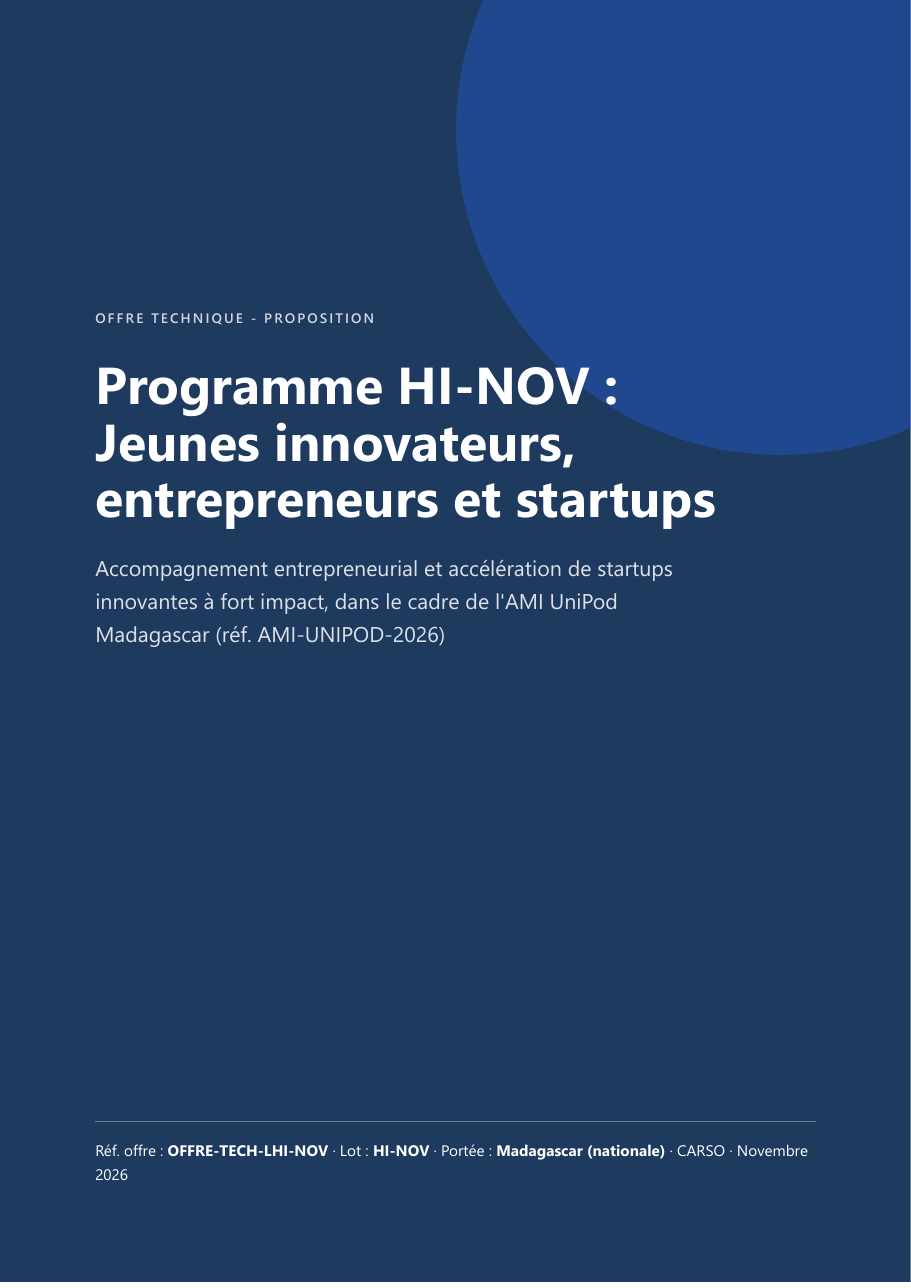 OFFRE TECHNIQUE - PROPOSITION
Programme HI-NOV :
Jeunes innovateurs,
entrepreneurs et startups
Accompagnement entrepreneurial et accélération de startups
innovantes à fort impact, dans le cadre de l'AMI UniPod
Madagascar (réf. AMI-UNIPOD-2026)
Réf. offre : OFFRE-TECH-LHI-NOV · Lot : HI-NOV · Portée : Madagascar (nationale) · CARSO · Novembre
2026